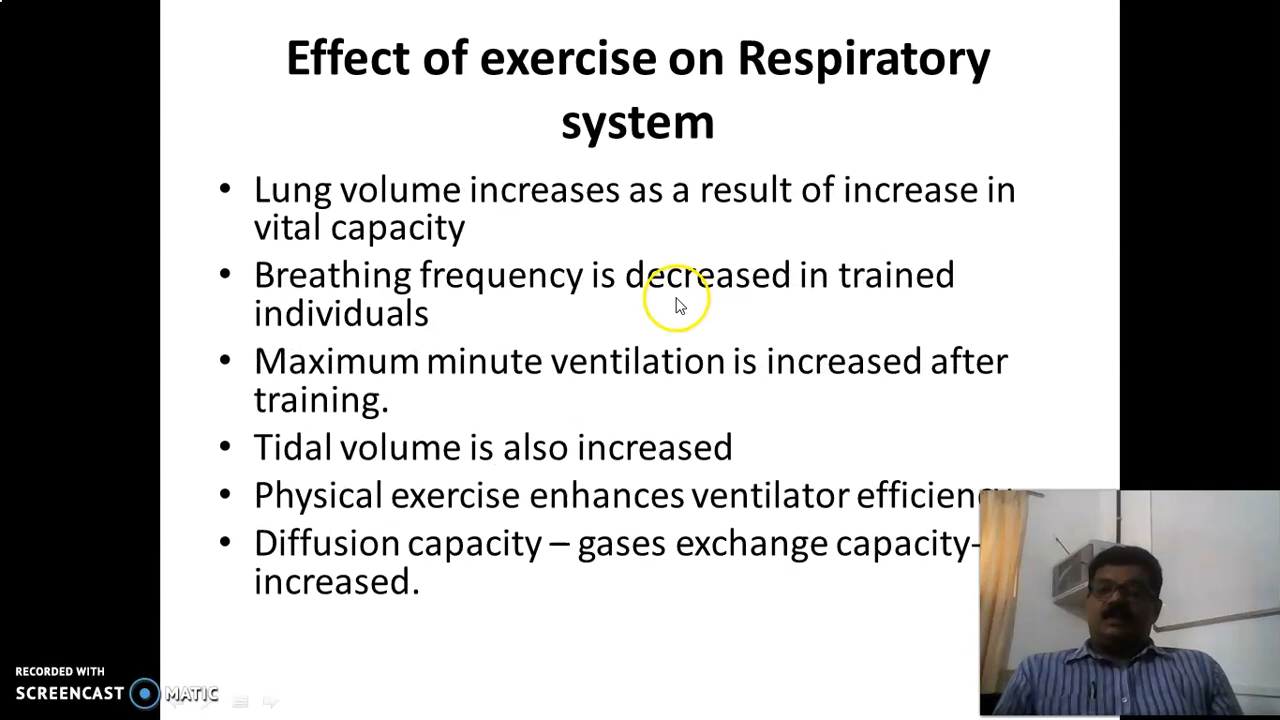 Effect of exercise on Respiratory
system
• Lung volume increases as a result of increase in
vital capacity
• Breathing frequency is decreased in trained
individuals
• Maximum minute ventilation is increased after
training.
• Tidal volume is also increased
• Physical exercise enhances ventilator efficiency
• Diffusion capacity – gases exchange capacity-
increased.
RECORDED WITH
SCREENCAST MATIC